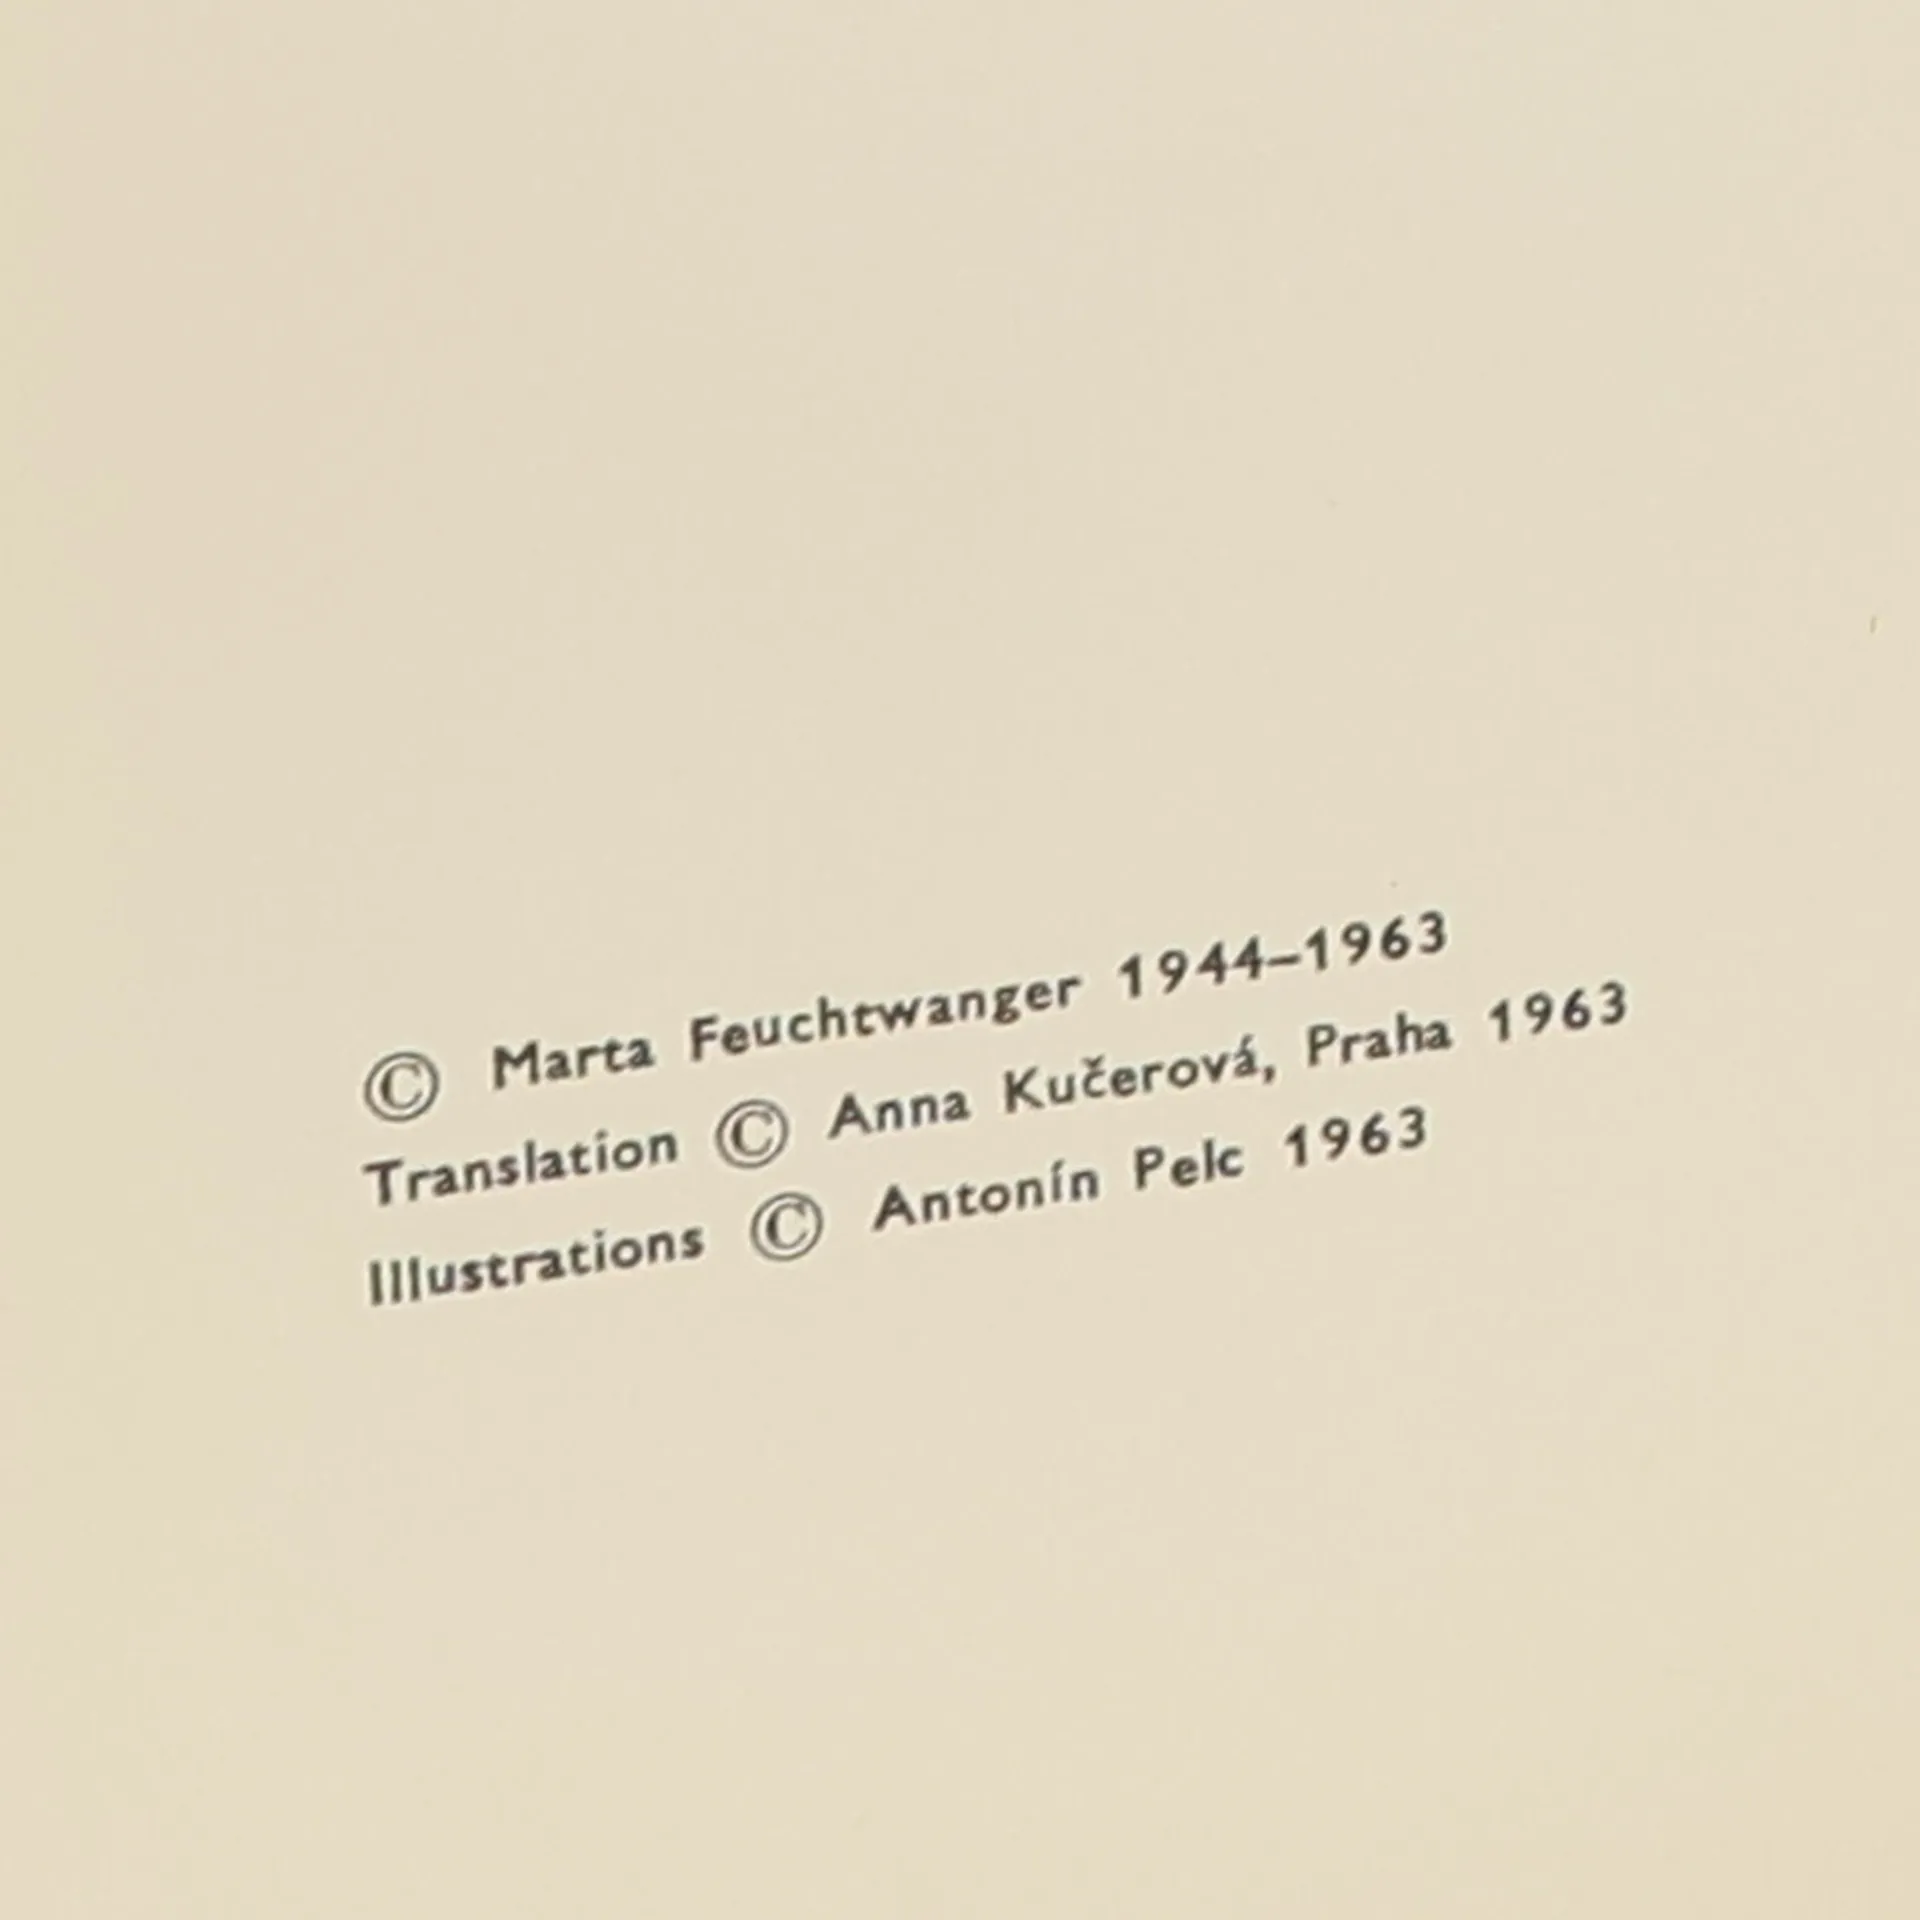 © Marta Feuchtwanger 1944–1963
Translation © Anna Kučerová, Praha 1963
Illustrations © Antonín Pelc 1963